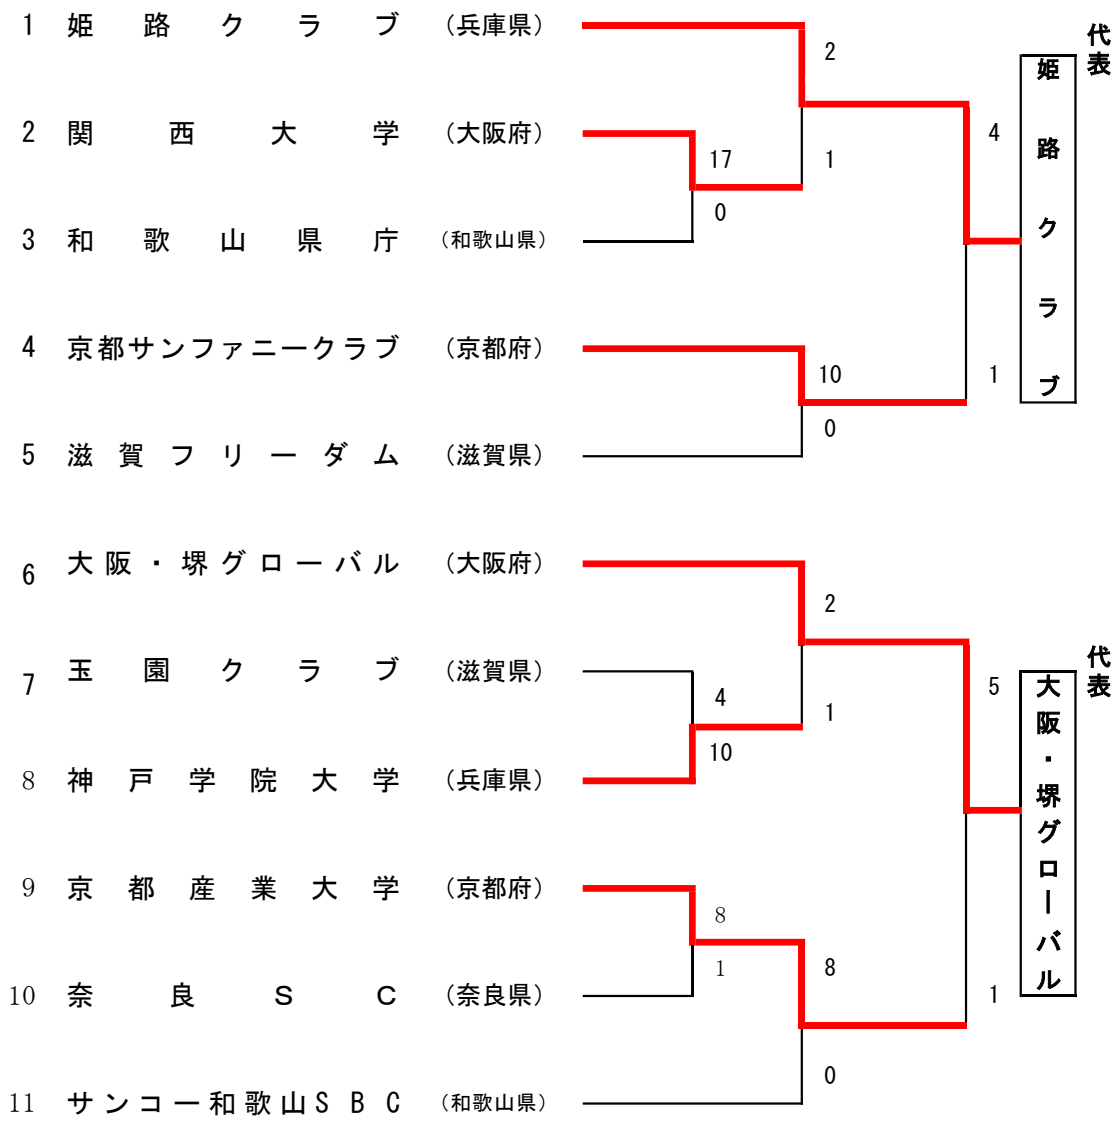 1 姫路クラブ （兵庫県）
2
代表
姫路クラブ
2 関西大学 （大阪府）
17
1
4
0
3 和歌山県庁 （和歌山県）
4 京都サンファニークラブ （京都府）
10
1
0
5 滋賀フリーダム （滋賀県）
6 大阪・堺グローバル （大阪府）
2
代表
大阪・堺グローバル
7 玉園クラブ （滋賀県）
4
1
5
10
8 神戸学院大学 （兵庫県）
9 京都産業大学 （京都府）
8
1
8
1
10 奈良ＳＣ （奈良県）
0
11 サンコー和歌山ＳＢＣ （和歌山県）